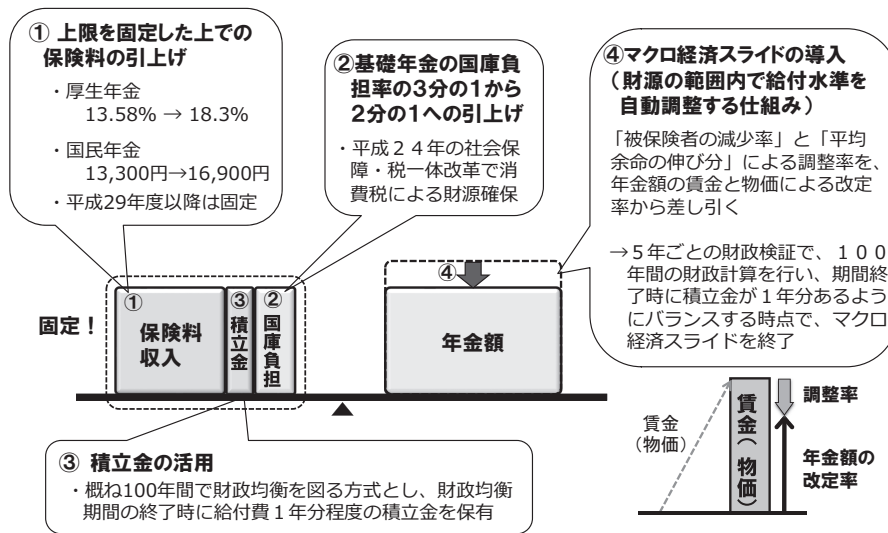 ① 上限を固定した上での
保険料の引上げ
・厚生年金
13.58% → 18.3%
・国民年金
13,300円→16,900円
・平成29年度以降は固定
②基礎年金の国庫負
担率の3分の1から
2分の1への引上げ
・平成２４年の社会保
障・税一体改革で消
費税による財源確保
④マクロ経済スライドの導入
（財源の範囲内で給付水準を
自動調整する仕組み）
「被保険者の減少率」と「平均
余命の伸び分」による調整率を、
年金額の賃金と物価による改定
率から差し引く
→５年ごとの財政検証で、１００
年間の財政計算を行い、期間終
了時に積立金が１年分あるよう
にバランスする時点で、マクロ
経済スライドを終了
固定！
①
保険料
収入
③
積立金
②
国庫負担
④
年金額
③ 積立金の活用
・概ね100年間で財政均衡を図る方式とし、財政均衡
期間の終了時に給付費１年分程度の積立金を保有
賃金
（物価）
賃金（物価）
調整率
年金額の
改定率